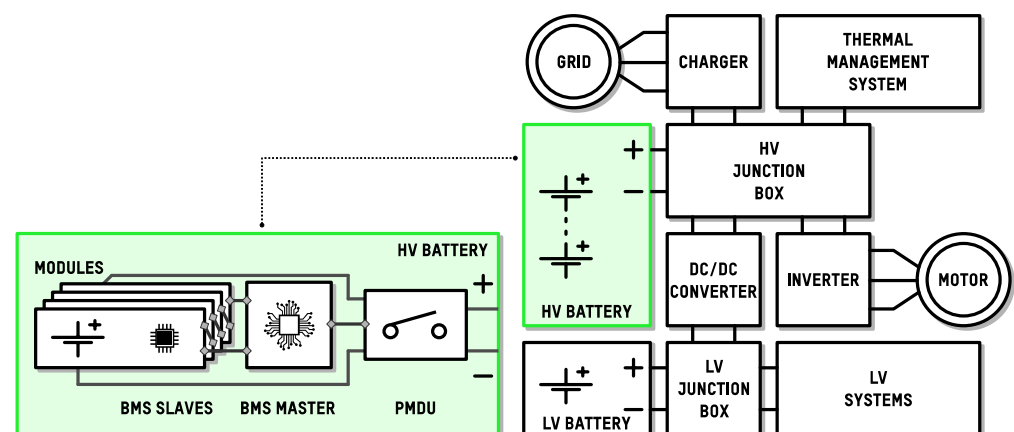 GRID
CHARGER
THERMAL
MANAGEMENT
SYSTEM
HV
JUNCTION
BOX
+
−
+
+
HV BATTERY
DC/DC
CONVERTER
INVERTER
MOTOR
HV BATTERY
MODULES
+
+
−
BMS SLAVES
BMS MASTER
PMDU
+
+
−
LV BATTERY
LV
JUNCTION
BOX
LV
SYSTEMS